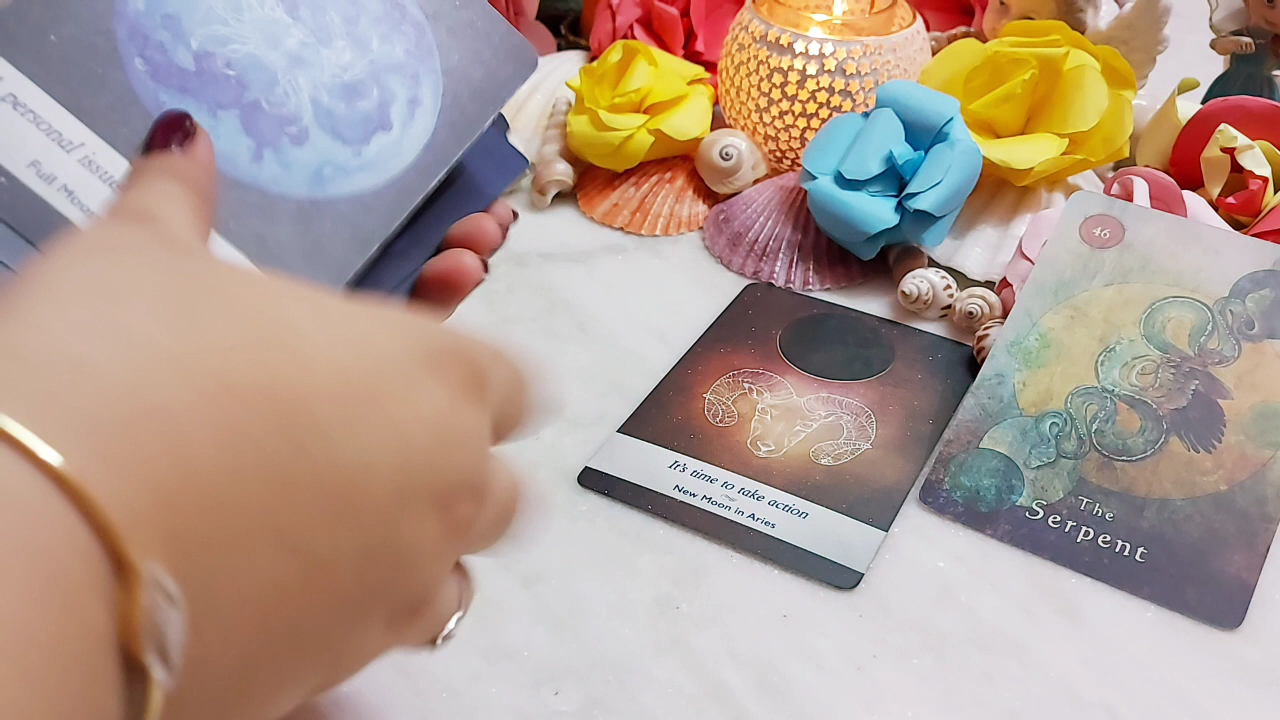 personal issue
Full Moon
It's time to take action
New Moon in Aries
46
The
Serpent